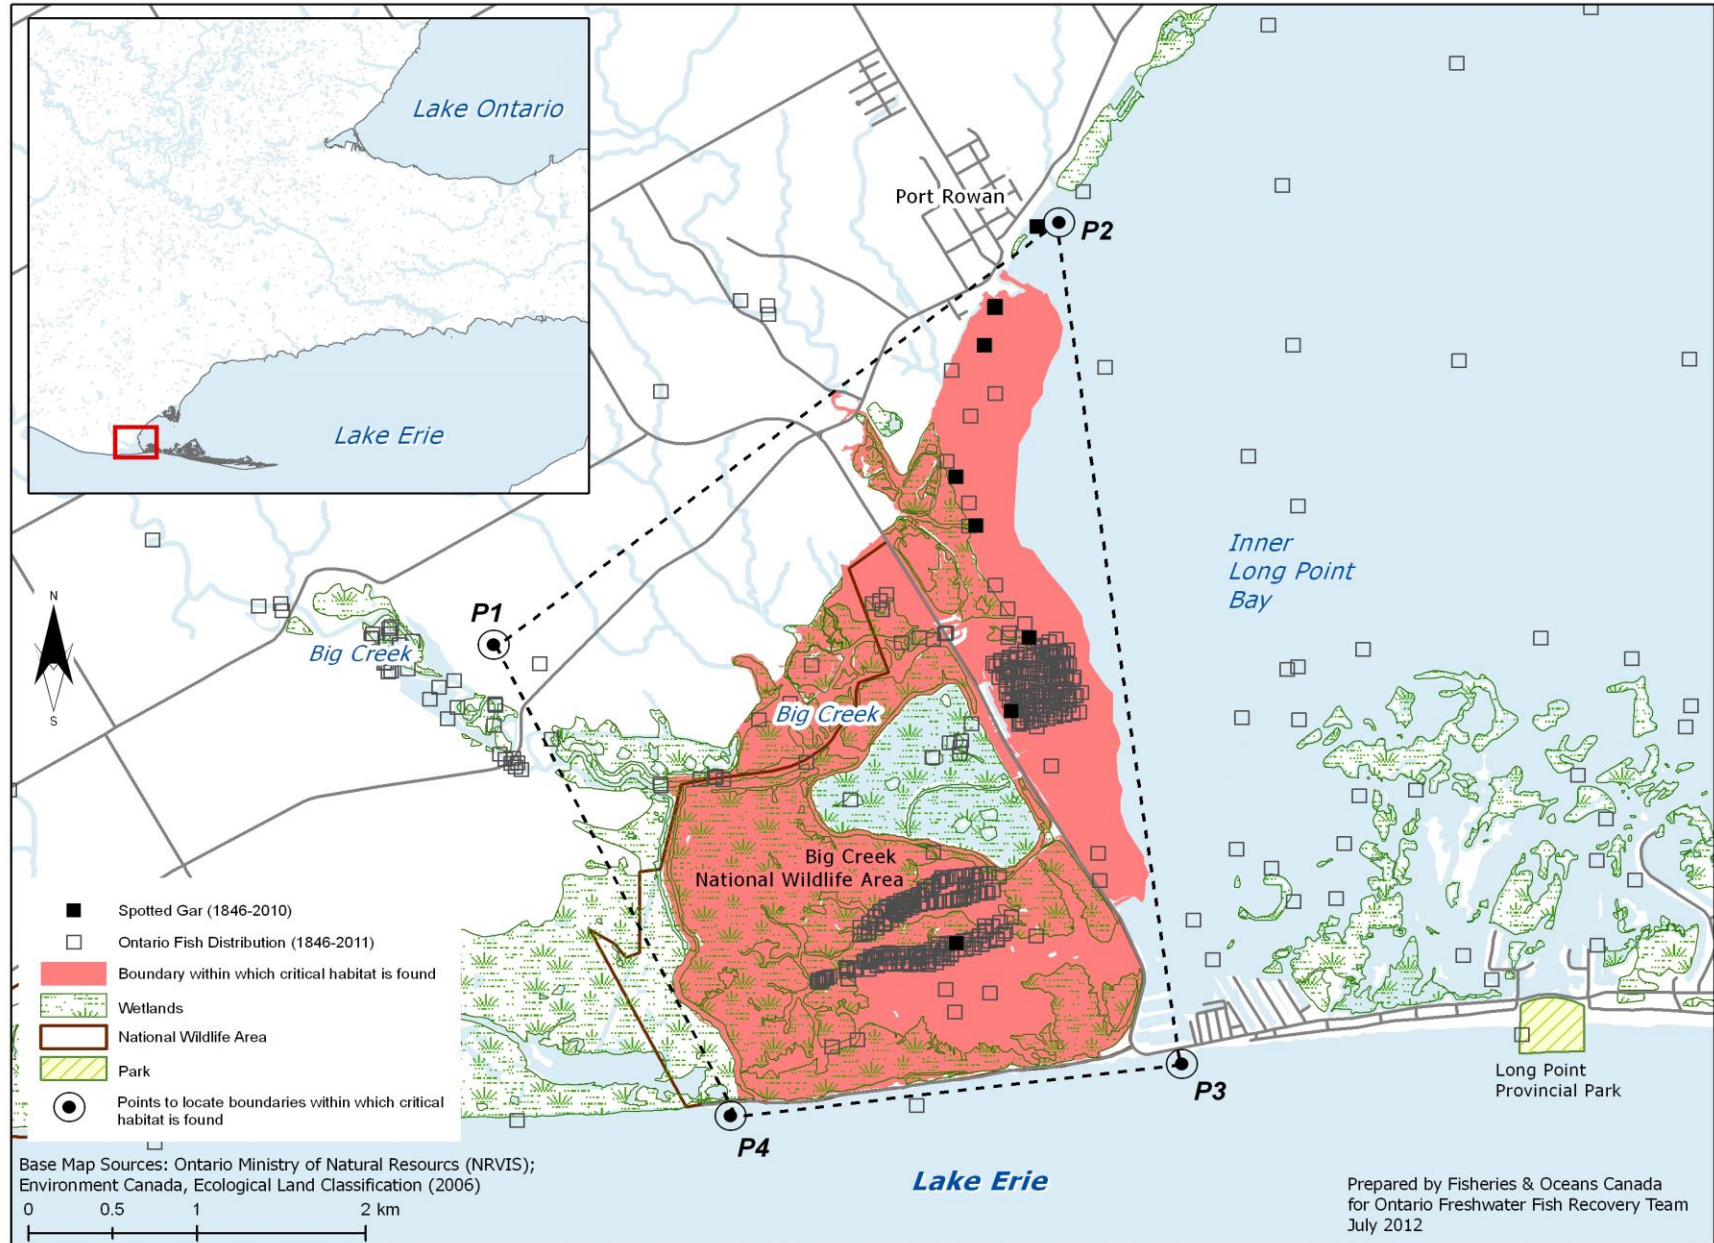 Lake Ontario
Lake Erie
Port Rowan
P2
Inner
Long Point
Bay
P1
Big Creek
Big Creek
N
S
Big Creek
National Wildlife Area
Spotted Gar (1846-2010)
Ontario Fish Distribution (1846-2011)
Boundary within which critical habitat is found
Wetlands
National Wildlife Area
Park
Points to locate boundaries within which critical
habitat is found
P3
P4
Long Point
Provincial Park
Lake Erie
Base Map Sources: Ontario Ministry of Natural Resourcs (NRVIS);
Environment Canada, Ecological Land Classification (2006)
0 0.5 1 2 km
Prepared by Fisheries & Oceans Canada
for Ontario Freshwater Fish Recovery Team
July 2012